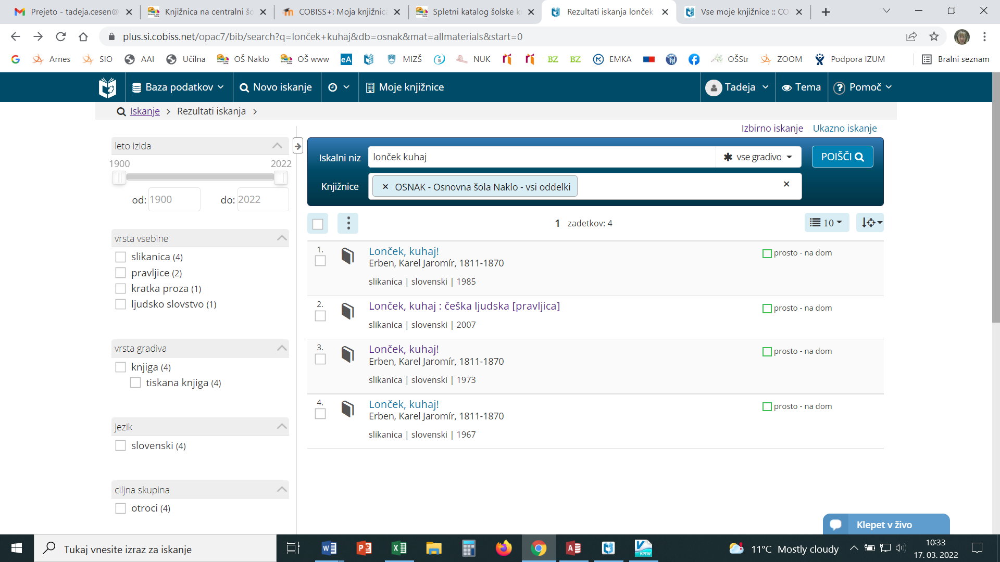 Prejeto - tadeja.cesen@
Knjižnica na centralni šo
COBISS+: Moja knjižnica
Spletni katalog šolske k
Rezultati iskanja lonček
Vse moje knjižnice :: CO
plus.si.cobiss.net/opac7/bib/search?q=lonček+kuhaj&db=osnak&mat=allmaterials&start=0
Arnes
SIO
AAI
Učilna
OŠ Naklo
OŠ www
eA
MIZŠ
NUK
BZ
BZ
EMKA
OŠStr
ZOOM
Podpora IZUM
Bralni seznam
Baza podatkov
Novo iskanje
Moje knjižnice
Tadeja
Tema
Pomoč
Iskanje > Rezultati iskanja >
Izbirno iskanje Ukazno iskanje
leto izida
1900 2022
od: 1900 do: 2022
vrsta vsebine
slikanica (4)
pravljice (2)
kratka proza (1)
ljudsko slovstvo (1)
vrsta gradiva
knjiga (4)
tiskana knjiga (4)
jezik
slovenski (4)
ciljna skupina
otroci (4)
Iskalni niz lonček kuhaj vse gradivo POIŠČI
Knjižnice × OSNAK - Osnovna šola Naklo - vsi oddelki ×
1 zadetkov: 4
10
1. Lonček, kuhaj! prosto - na dom
Erben, Karel Jaromír, 1811-1870
slikanica | slovenski | 1985
2. Lonček, kuhaj : češka ljudska [pravljica] prosto - na dom
slikanica | slovenski | 2007
3. Lonček, kuhaj! prosto - na dom
Erben, Karel Jaromír, 1811-1870
slikanica | slovenski | 1973
4. Lonček, kuhaj! prosto - na dom
Erben, Karel Jaromír, 1811-1870
slikanica | slovenski | 1967
Klepet v živo
Tukaj vnesite izraz za iskanje
KPFW
11°C Mostly cloudy
10:33
17. 03. 2022